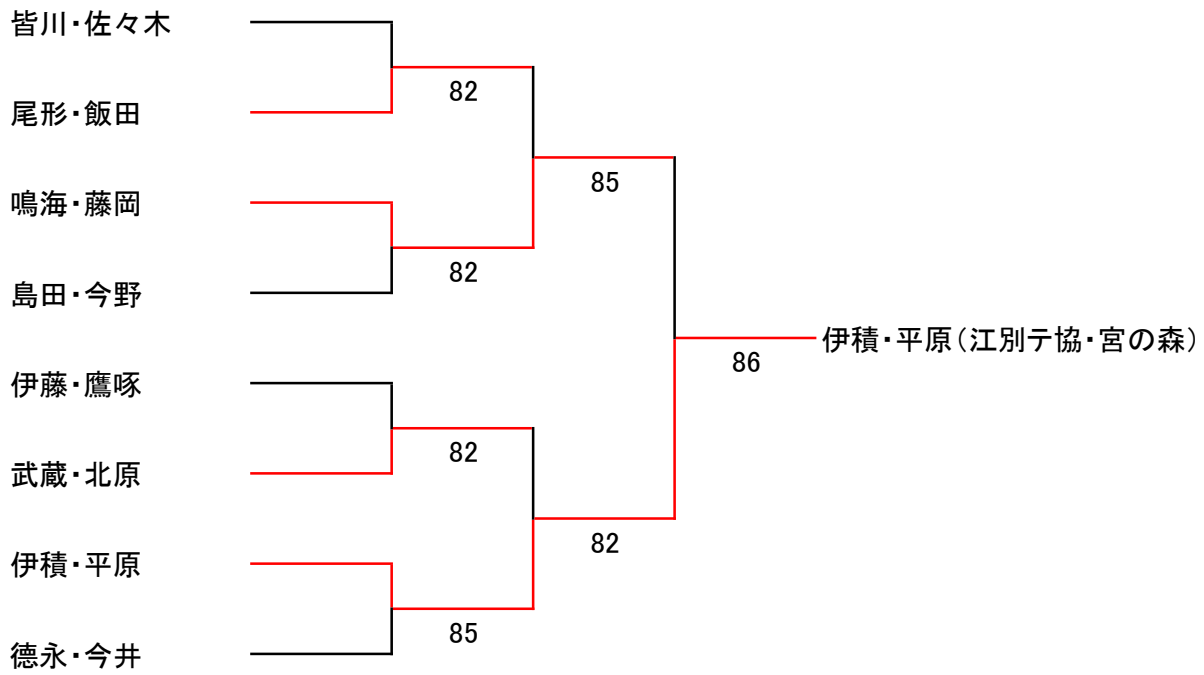 皆川・佐々木
82
尾形・飯田
85
鳴海・藤岡
82
島田・今野
伊積・平原(江別テ協・宮の森)
86
伊藤・鷹啄
82
武蔵・北原
82
伊積・平原
85
德永・今井